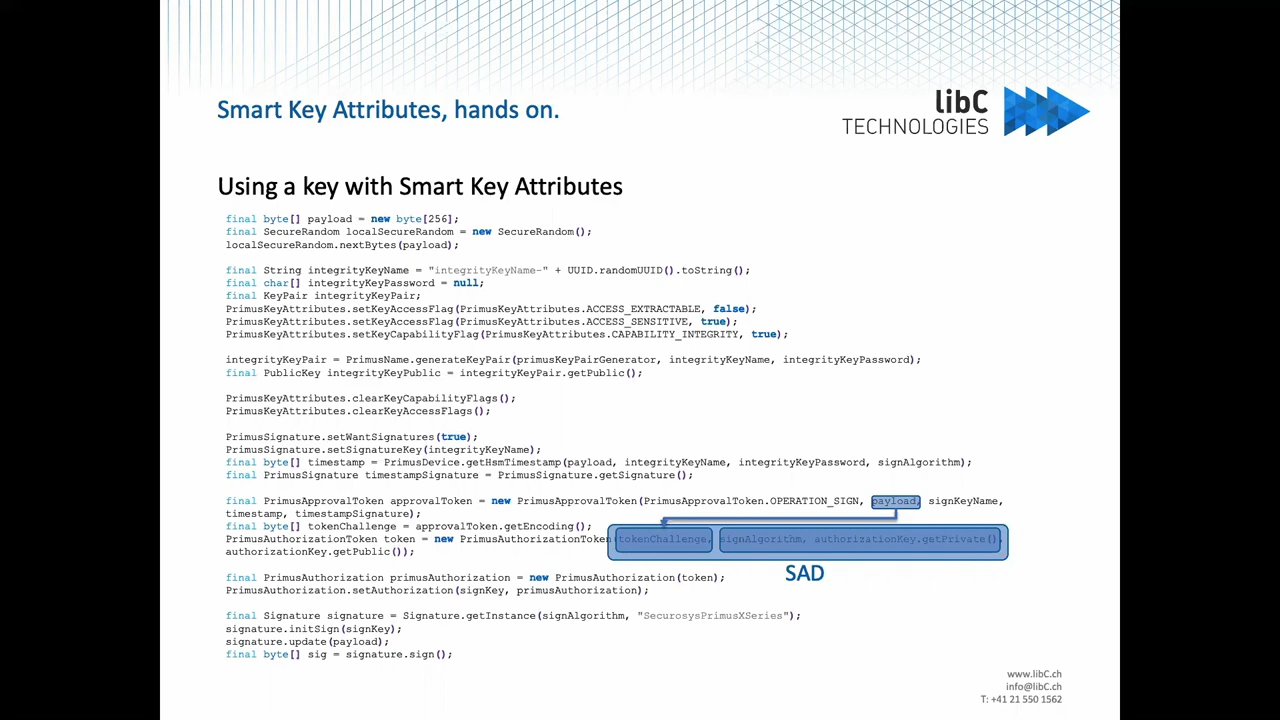 Smart Key Attributes, hands on.
libC
TECHNOLOGIES
Using a key with Smart Key Attributes
final byte[] payload = new byte[256];
final SecureRandom localSecureRandom = new SecureRandom();
localSecureRandom.nextBytes(payload);
final String integrityKeyName = "integrityKeyName-" + UUID.randomUUID().toString();
final char[] integrityKeyPassword = null;
final KeyPair integrityKeyPair;
PrimusKeyAttributes.setKeyAccessFlag(PrimusKeyAttributes.ACCESS_EXTRACTABLE, false);
PrimusKeyAttributes.setKeyAccessFlag(PrimusKeyAttributes.ACCESS_SENSITIVE, true);
PrimusKeyAttributes.setKeyCapabilityFlag(PrimusKeyAttributes.CAPABILITY_INTEGRITY, true);
integrityKeyPair = PrimusName.generateKeyPair(primusKeyPairGenerator, integrityKeyName, integrityKeyPassword);
final PublicKey integrityKeyPublic = integrityKeyPair.getPublic();
PrimusKeyAttributes.clearKeyCapabilityFlags();
PrimusKeyAttributes.clearKeyAccessFlags();
PrimusSignature.setWantSignatures(true);
PrimusSignature.setSignatureKey(integrityKeyName);
final byte[] timestamp = PrimusDevice.getHsmTimestamp(payload, integrityKeyName, integrityKeyPassword, signAlgorithm);
final PrimusSignature timestampSignature = PrimusSignature.getSignature();
final PrimusApprovalToken approvalToken = new PrimusApprovalToken(PrimusApprovalToken.OPERATION_SIGN, payload, signKeyName,
timestamp, timestampSignature);
final byte[] tokenChallenge = approvalToken.getEncoding();
PrimusAuthorizationToken token = new PrimusAuthorizationToken(tokenChallenge, signAlgorithm, authorizationKey.getPrivate(),
authorizationKey.getPublic());
SAD
final PrimusAuthorization primusAuthorization = new PrimusAuthorization(token);
PrimusAuthorization.setAuthorization(signKey, primusAuthorization);
final Signature signature = Signature.getInstance(signAlgorithm, "SecurosysPrimusXSeries");
signature.initSign(signKey);
signature.update(payload);
final byte[] sig = signature.sign();
www.libC.ch
info@libC.ch
T: +41 21 550 1562